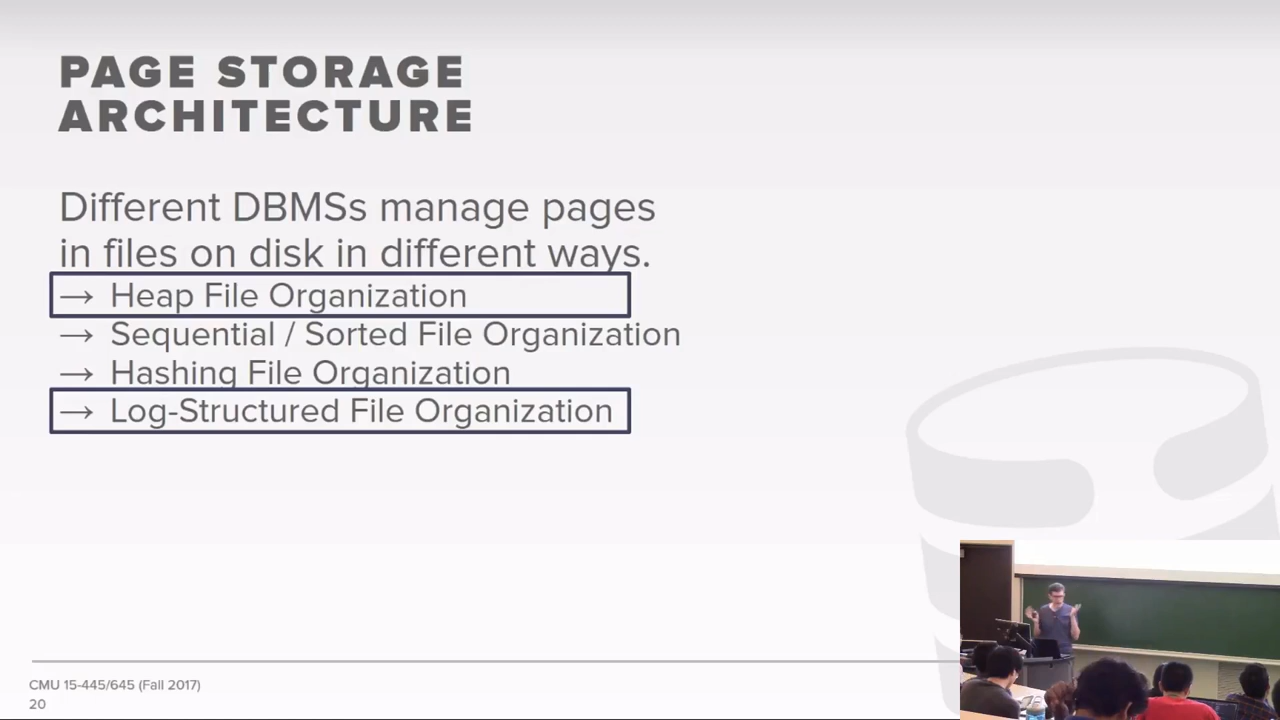 PAGE STORAGE
ARCHITECTURE
Different DBMSs manage pages
in files on disk in different ways.
→ Heap File Organization
→ Sequential / Sorted File Organization
→ Hashing File Organization
→ Log-Structured File Organization
CMU 15-445/645 (Fall 2017)
20